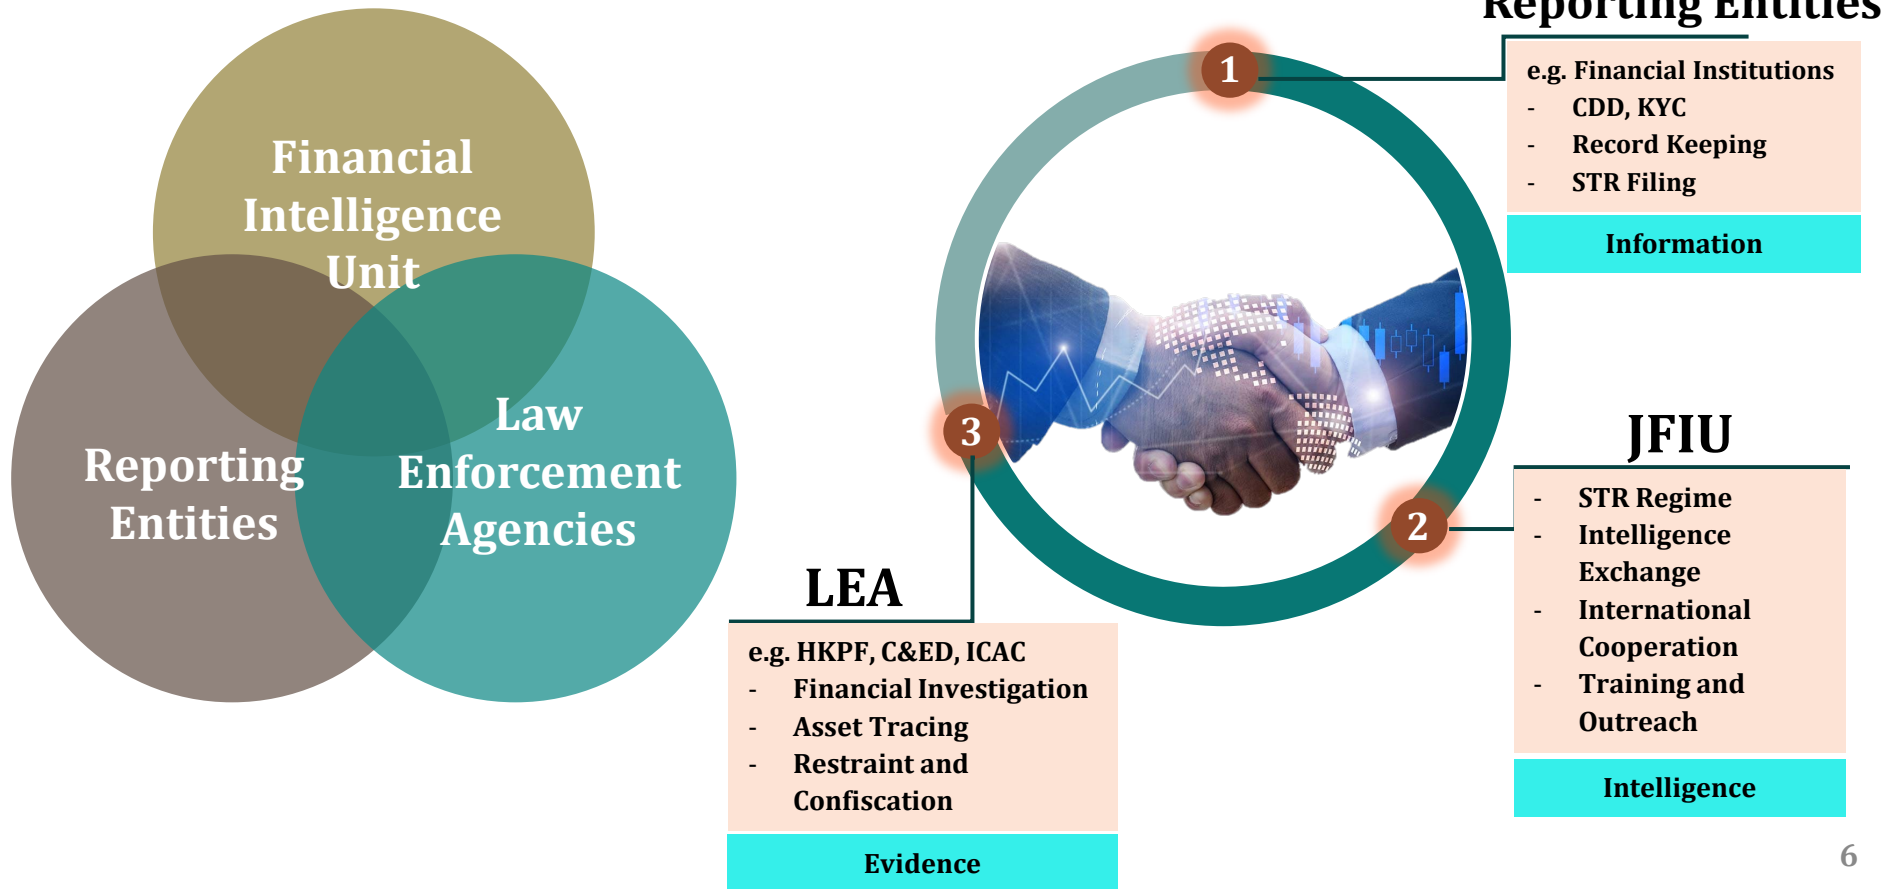 Financial
Intelligence
Unit
Reporting
Entities
Law
Enforcement
Agencies
Reporting Entities
1
e.g. Financial Institutions
- CDD, KYC
- Record Keeping
- STR Filing
Information
JFIU
2
- STR Regime
- Intelligence
Exchange
- International
Cooperation
- Training and
Outreach
Intelligence
3
LEA
e.g. HKPF, C&ED, ICAC
- Financial Investigation
- Asset Tracing
- Restraint and
Confiscation
Evidence
6